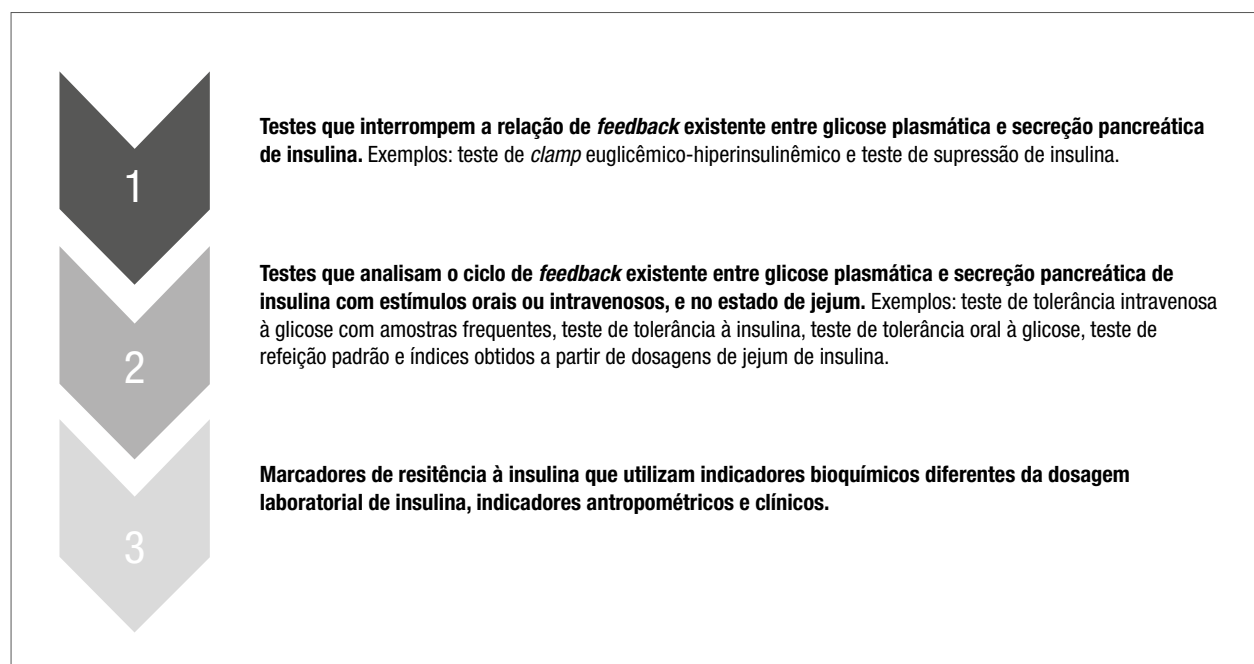 1
Testes que interrompem a relação de feedback existente entre glicose plasmática e secreção pancreática
de insulina. Exemplos: teste de clamp euglicêmico-hiperinsulinêmico e teste de supressão de insulina.
2
Testes que analisam o ciclo de feedback existente entre glicose plasmática e secreção pancreática de
insulina com estímulos orais ou intravenosos, e no estado de jejum. Exemplos: teste de tolerância intravenosa
à glicose com amostras frequentes, teste de tolerância à insulina, teste de tolerância oral à glicose, teste de
refeição padrão e índices obtidos a partir de dosagens de jejum de insulina.
3
Marcadores de resitência à insulina que utilizam indicadores bioquímicos diferentes da dosagem
laboratorial de insulina, indicadores antropométricos e clínicos.